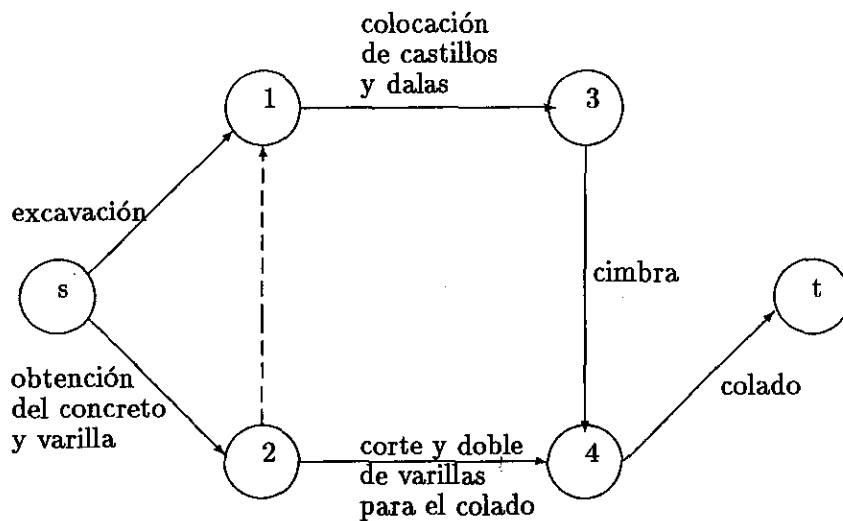 colocación
de castillos
y dalas
1
3
excavación
s
cimbra
t
obtención
del concreto
y varilla
colado
2
corte y doble
de varillas
para el colado
4